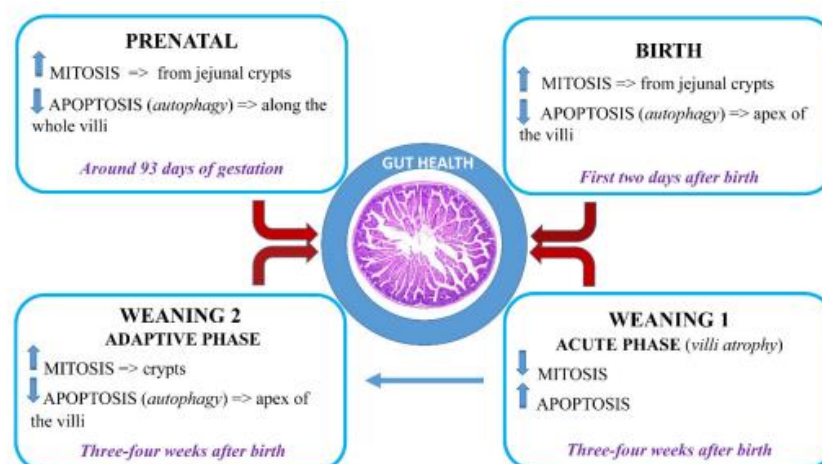 PRENATAL
MITOSIS => from jejunal crypts
APOPTOSIS (autophagy) => along the
whole villi
Around 93 days of gestation
BIRTH
MITOSIS => from jejunal crypts
APOPTOSIS (autophagy) => apex of
the villi
First two days after birth
GUT HEALTH
WEANING 2
ADAPTIVE PHASE
MITOSIS => crypts
APOPTOSIS (autophagy) => apex of
the villi
Three-four weeks after birth
WEANING 1
ACUTE PHASE (villi atrophy)
MITOSIS
APOPTOSIS
Three-four weeks after birth